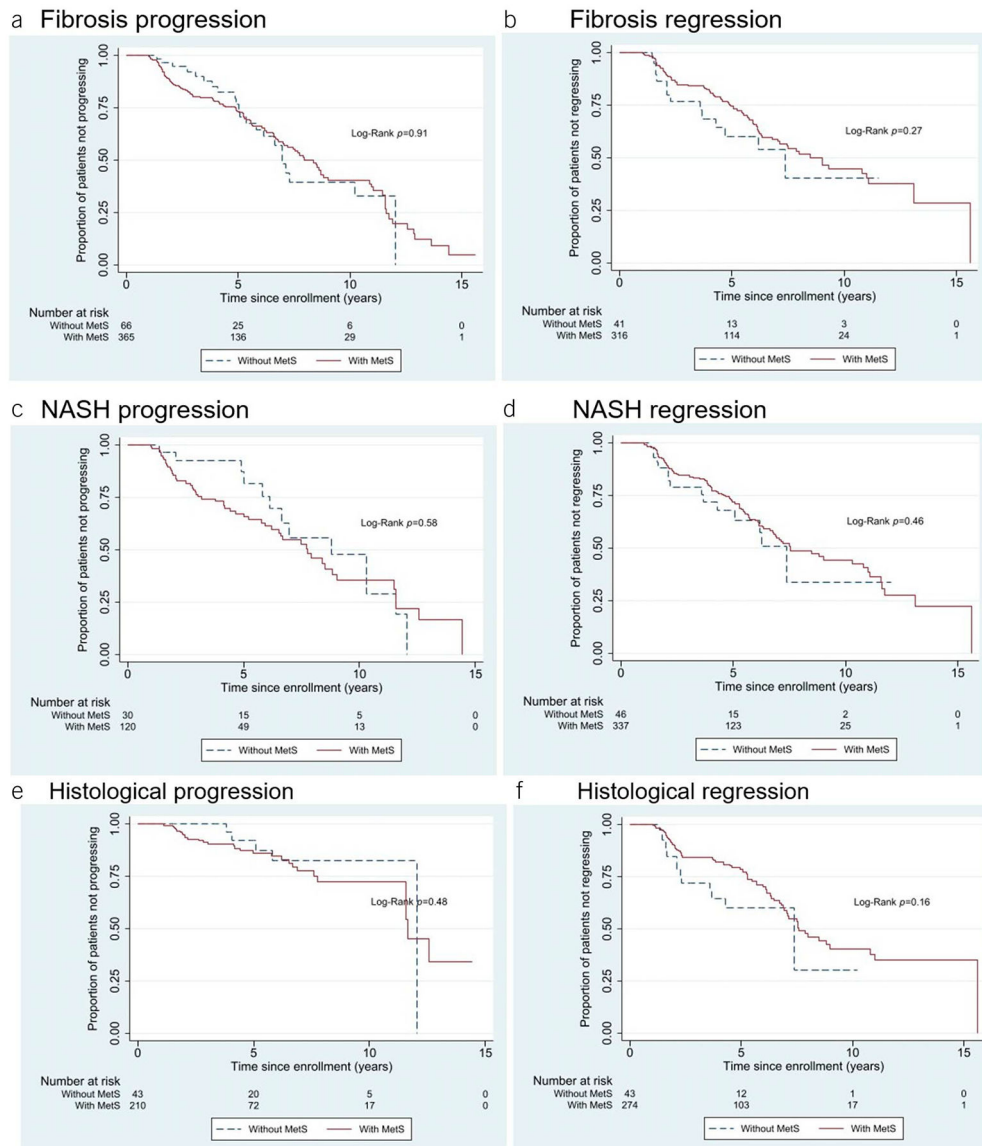 a Fibrosis progression
Proportion of patients not progressing
1.00
0.75
0.50
0.25
0.00
Log-Rank p=0.91
0 5 10 15
Time since enrollment (years)
Number at risk
Without MetS 66 25 6 0
With MetS 365 136 29 1
Without MetS With MetS
b Fibrosis regression
Proportion of patients not regressing
1.00
0.75
0.50
0.25
0.00
Log-Rank p=0.27
0 5 10 15
Time since enrollment (years)
Number at risk
Without MetS 41 13 3 0
With MetS 316 114 24 1
Without MetS With MetS
c NASH progression
Proportion of patients not progressing
1.00
0.75
0.50
0.25
0.00
Log-Rank p=0.58
0 5 10 15
Time since enrollment (years)
Number at risk
Without MetS 30 15 5 0
With MetS 120 49 13 0
Without MetS With MetS
d NASH regression
Proportion of patients not regressing
1.00
0.75
0.50
0.25
0.00
Log-Rank p=0.46
0 5 10 15
Time since enrollment (years)
Number at risk
Without MetS 46 15 2 0
With MetS 337 123 25 1
Without MetS With MetS
e Histological progression
Proportion of patients not progressing
1.00
0.75
0.50
0.25
0.00
Log-Rank p=0.48
0 5 10 15
Time since enrollment (years)
Number at risk
Without MetS 43 20 5 0
With MetS 210 72 17 0
Without MetS With MetS
f Histological regression
Proportion of patients not regressing
1.00
0.75
0.50
0.25
0.00
Log-Rank p=0.16
0 5 10 15
Time since enrollment (years)
Number at risk
Without MetS 43 12 1 0
With MetS 274 103 17 1
Without MetS With MetS